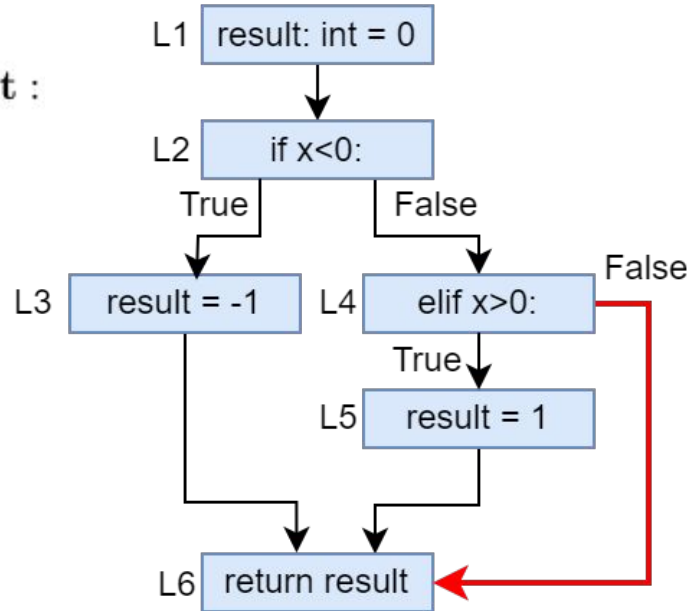 L1 result: int = 0
t :
L2 if x<0:
True False
False
L3 result = -1 L4 elif x>0:
True
L5 result = 1
L6 return result